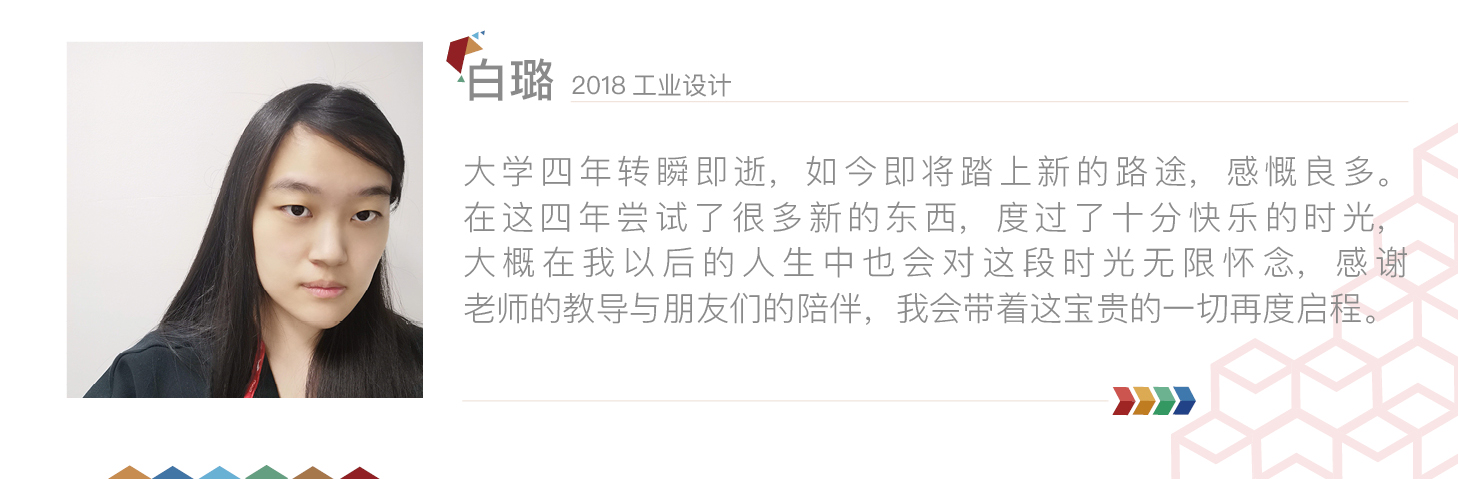 白璐 2018 工业设计
大学四年转瞬即逝，如今即将踏上新的路途，感慨良多。
在这四年尝试了很多新的东西，度过了十分快乐的时光，
大概在我以后的人生中也会对这段时光无限怀念，感谢
老师的教导与朋友们的陪伴，我会带着这宝贵的一切再度启程。